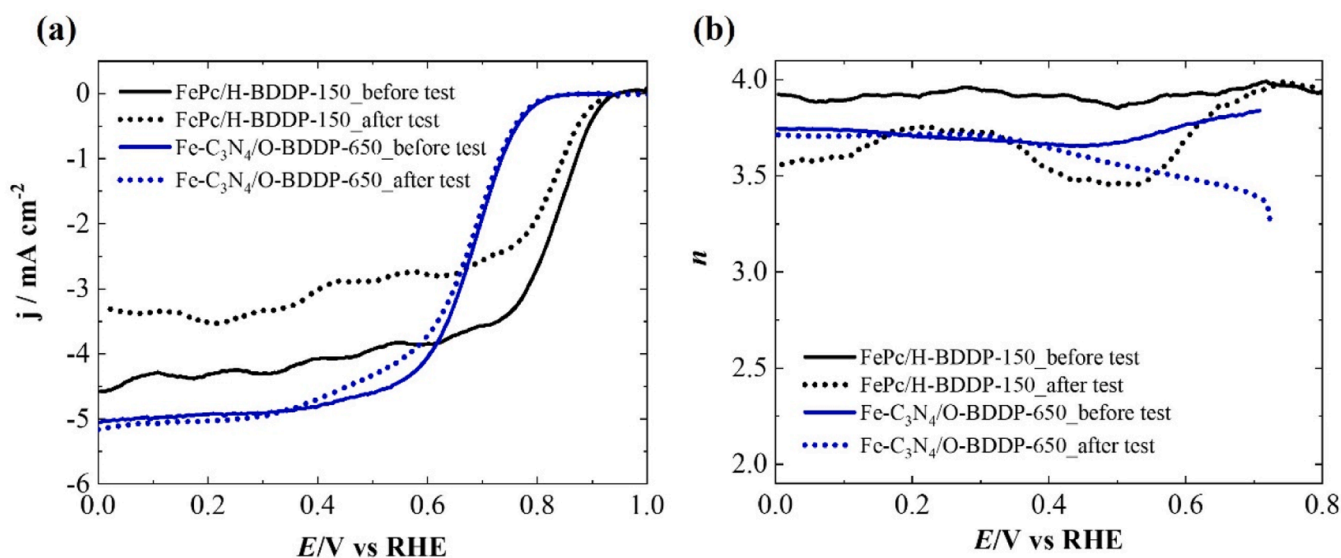 (a)
j / mA cm⁻²
0
-1
-2
-3
-4
-5
-6
FePc/H-BDDP-150_before test
FePc/H-BDDP-150_after test
Fe-C₃N₄/O-BDDP-650_before test
Fe-C₃N₄/O-BDDP-650_after test
0.0 0.2 0.4 0.6 0.8 1.0
E/V vs RHE
(b)
n
4.0
3.5
3.0
2.5
2.0
FePc/H-BDDP-150_before test
FePc/H-BDDP-150_after test
Fe-C₃N₄/O-BDDP-650_before test
Fe-C₃N₄/O-BDDP-650_after test
0.0 0.2 0.4 0.6 0.8
E/V vs RHE